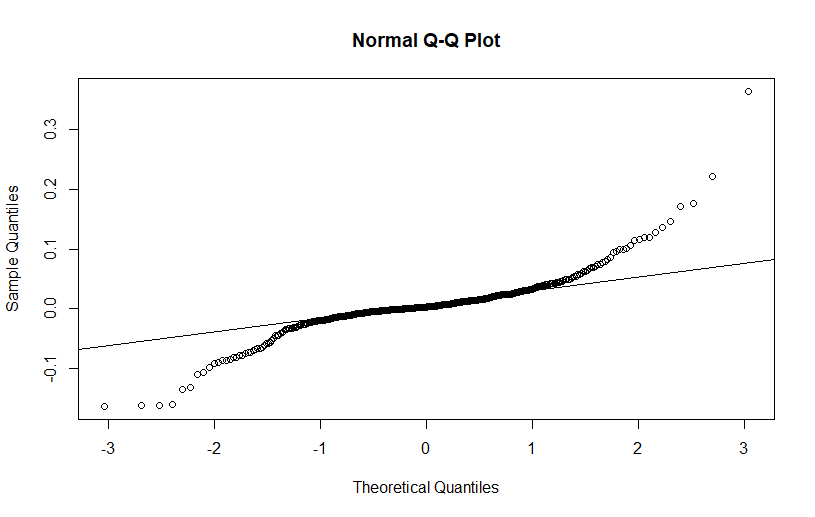 Normal Q-Q Plot
Sample Quantiles
0.3
0.2
0.1
0.0
-0.1
-3 -2 -1 0 1 2 3
Theoretical Quantiles